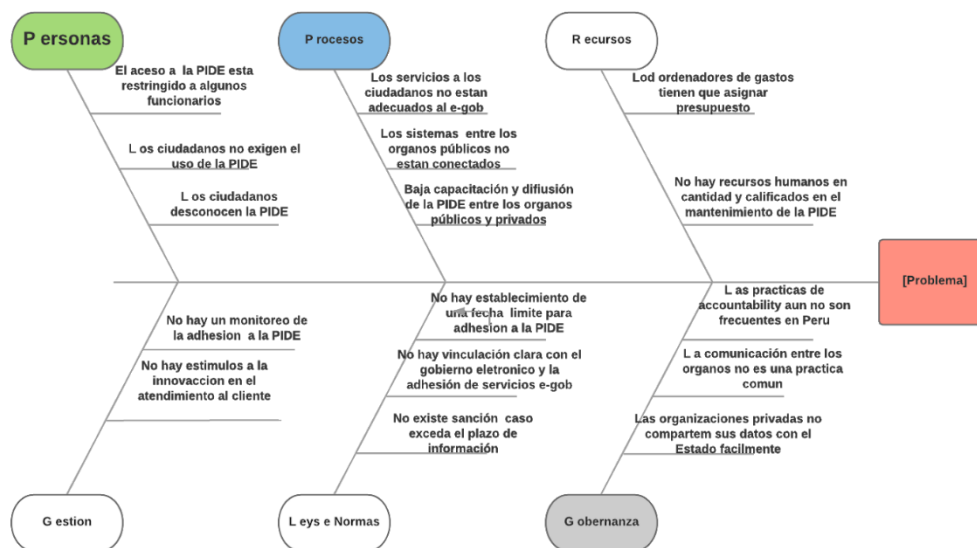 P ersonas
P rocesos
R ecursos
El aceso a  la PIDE esta
restringido a algunos
funcionarios
L os ciudadanos no exigen el
uso de la PIDE
L os ciudadanos
desconocen la PIDE
Los servicios a los
ciudadanos no estan
adecuados al e-gob
Los sistemas  entre los
organos públicos no
estan conectados
Baja capacitación y difiusión
de la PIDE entre los organos
públicos y privados
Lod ordenadores de gastos
tienen que asignar
presupuesto
No hay recursos humanos en
cantidad y calificados en el
mantenimiento de la PIDE
[Problema]
No hay un monitoreo de
la adhesion  a la PIDE
No hay estimulos a la
innovaccion en el
atendimiento al cliente
No hay establecimiento de
una fecha  limite para
adhesion a la PIDE
No hay vinculación clara con el
gobierno eletronico y la
adhesión de servicios e-gob
No existe sanción  caso
exceda el plazo de
información
L as practicas de
accountability aun no son
frecuentes en Peru
L a comunicación entre los
organos no es una practica
comun
Las organizaciones privadas no
compartem sus datos con el
Estado facilmente
G estion
L eys e Normas
G obernanza